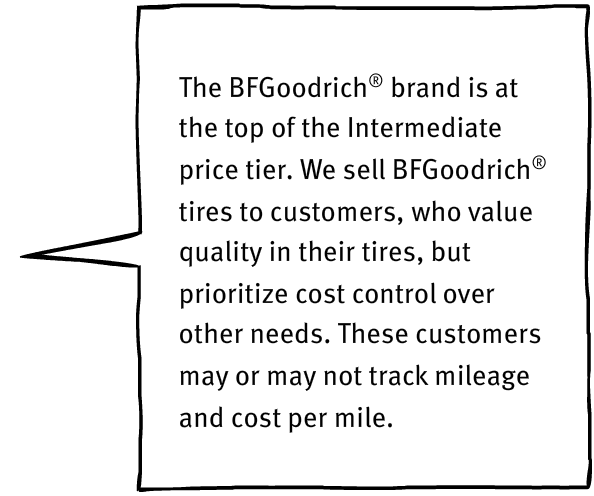 The BFGoodrich® brand is at
the top of the Intermediate
price tier. We sell BFGoodrich®
tires to customers, who value
quality in their tires, but
prioritize cost control over
other needs. These customers
may or may not track mileage
and cost per mile.